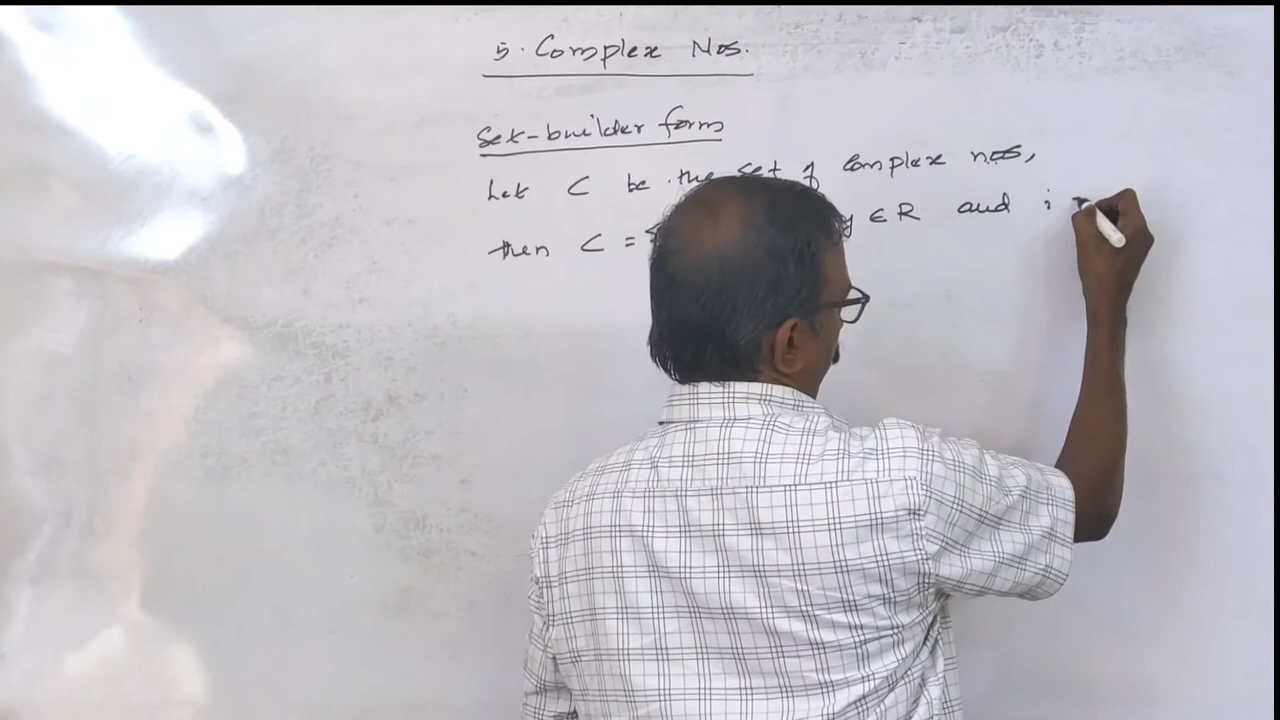 5. Complex Nos.
Set-builder form
Let C be the set of complex nos,
then C = { y ∈ R and i